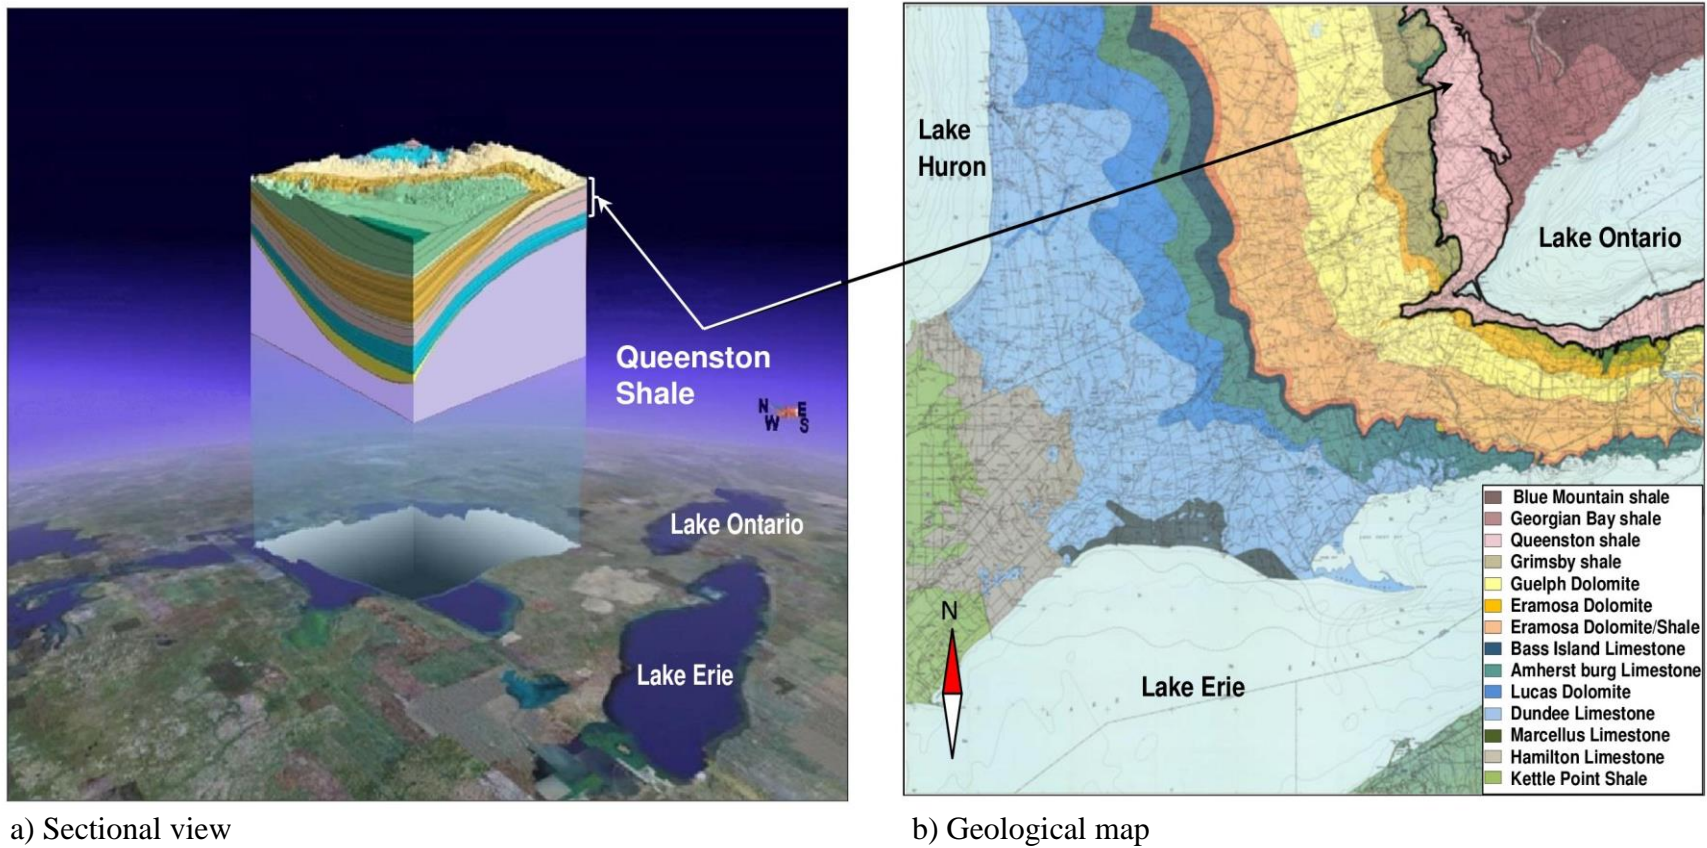 Queenston
Shale
N
E
W
S
Lake Ontario
Lake Erie
a) Sectional view
Lake
Huron
Lake Ontario
N
Lake Erie
Blue Mountain shale
Georgian Bay shale
Queenston shale
Grimsby shale
Guelph Dolomite
Eramosa Dolomite
Eramosa Dolomite/Shale
Bass Island Limestone
Amherst burg Limestone
Lucas Dolomite
Dundee Limestone
Marcellus Limestone
Hamilton Limestone
Kettle Point Shale
b) Geological map